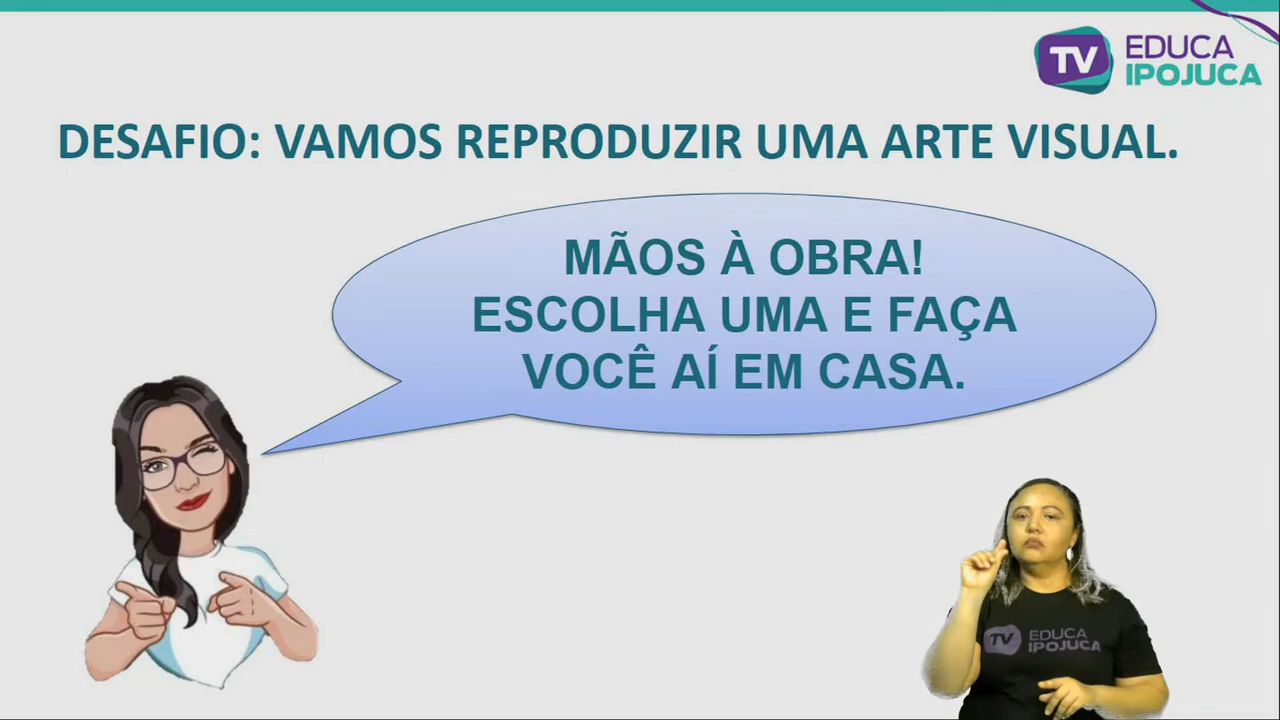 TV EDUCA
IPOJUCA
DESAFIO: VAMOS REPRODUZIR UMA ARTE VISUAL.
MÃOS À OBRA!
ESCOLHA UMA E FAÇA
VOCÊ AÍ EM CASA.
TV EDUCA
IPOJUCA